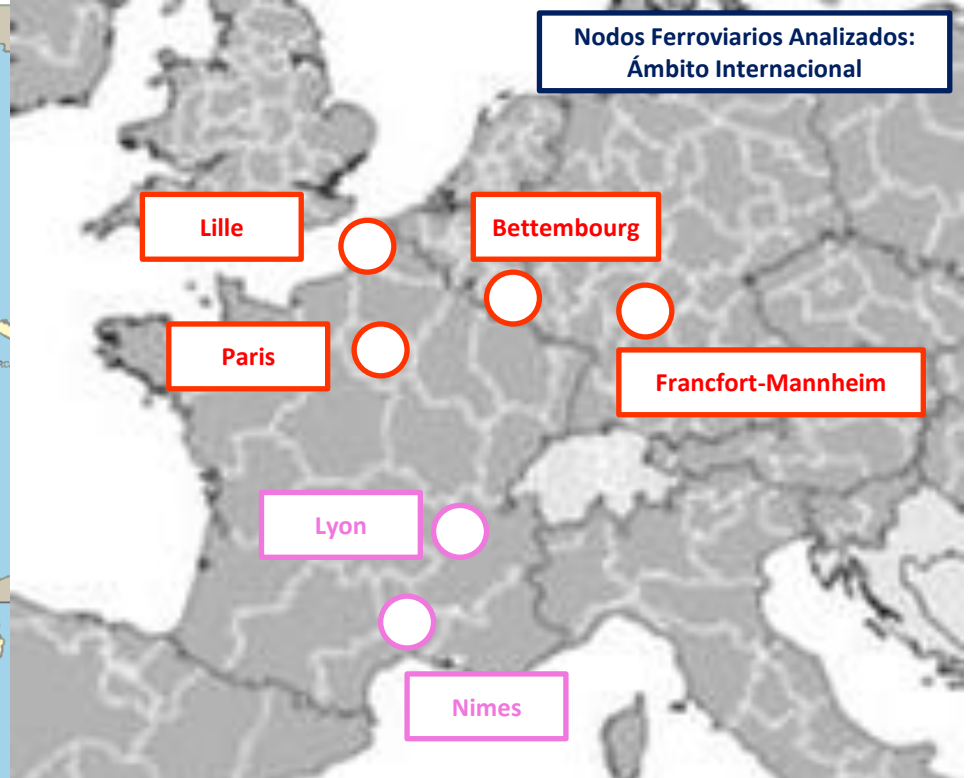 Nodos Ferroviarios Analizados:
Ámbito Internacional
Lille
Bettembourg
Paris
Francfort-Mannheim
Lyon
Nimes